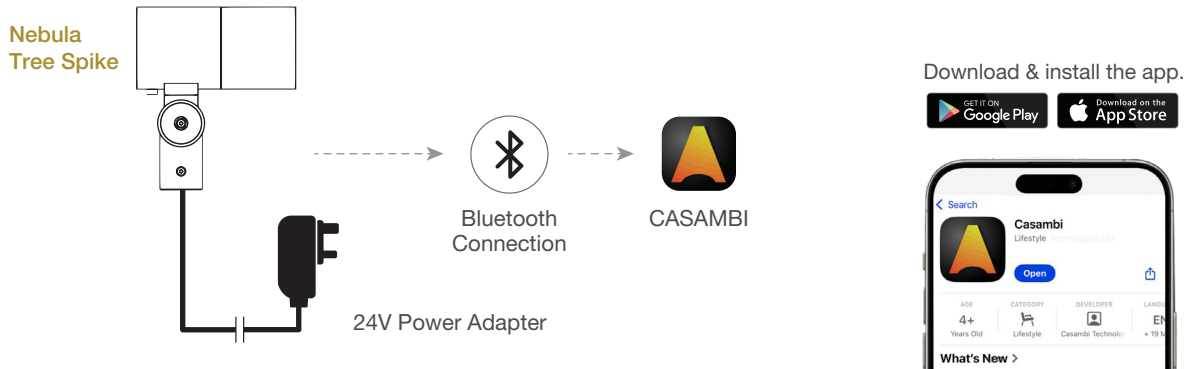 Nebula
Tree Spike
Bluetooth
Connection
CASAMBI
24V Power Adapter
Download & install the app.
GET IT ON
Google Play
Download on the
App Store
Search
Casambi
Lifestyle
Open
AGE
CATEGORY
DEVELOPER
LANGU
4+
EN
Years Old
Lifestyle
Casambi Technolo
+ 19 M
What's New >